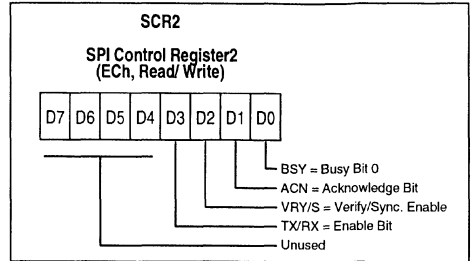 SCR2
SPI Control Register2
(ECh, Read/ Write)
D7 D6 D5 D4 D3 D2 D1 D0
BSY = Busy Bit 0
ACN = Acknowledge Bit
VRY/S = Verify/Sync. Enable
TX/RX = Enable Bit
Unused